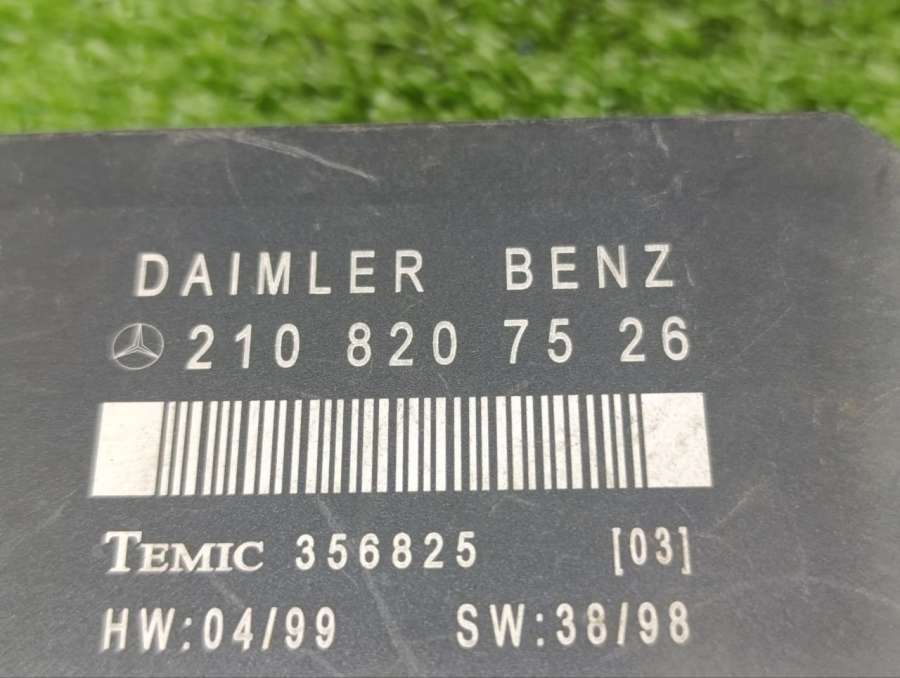 DAIMLER BENZ
210 820 75 26
TEMIC 356825 [03]
HW:04/99 SW:38/98